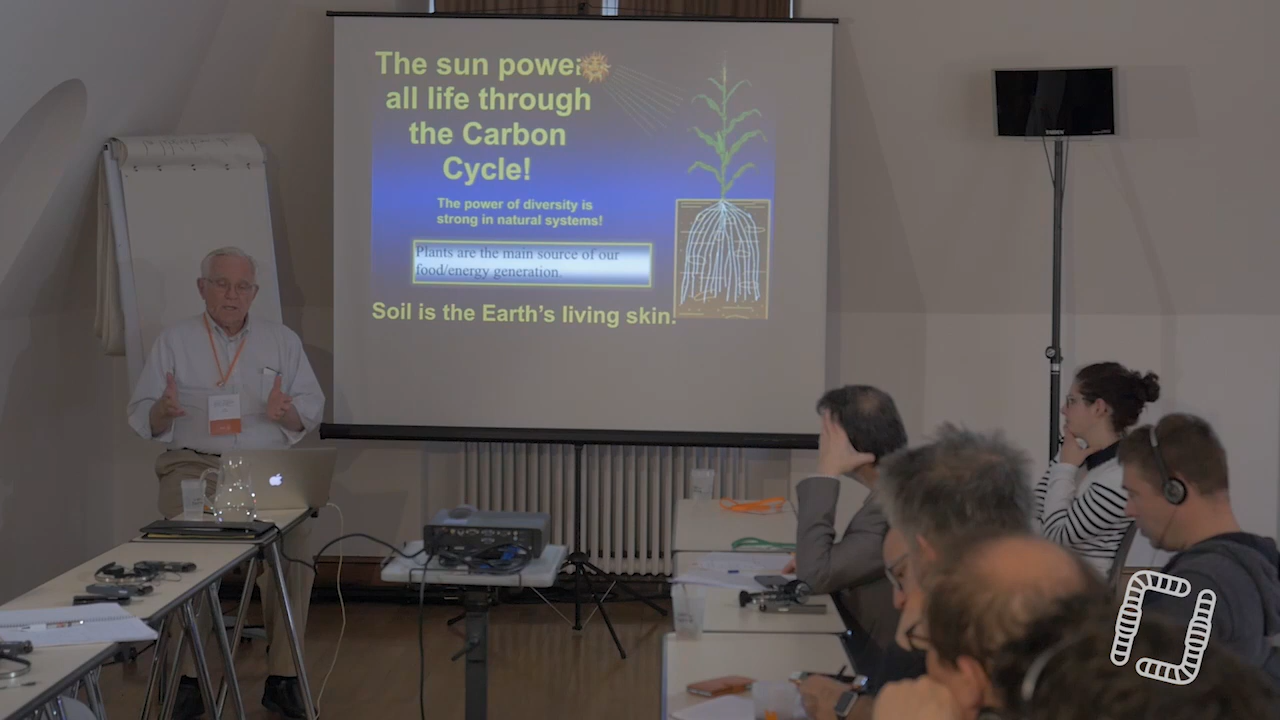 The sun power
all life through
the Carbon
Cycle!
The power of diversity is
strong in natural systems!
Plants are the main source of our
food/energy generation.
Soil is the Earth's living skin.